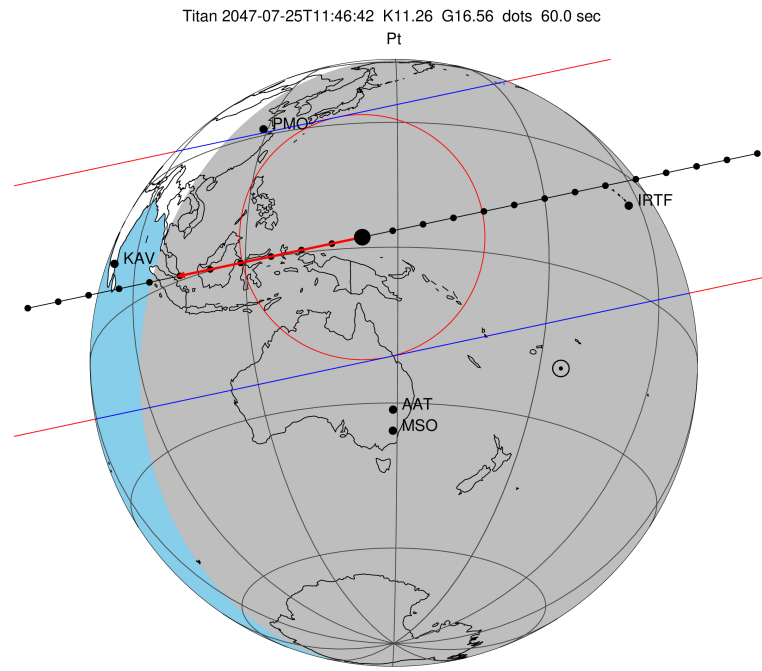 Titan 2047-07-25T11:46:42 K11.26 G16.56 dots 60.0 sec
Pt
PMO
IRTF
KAV
AAT
MSO